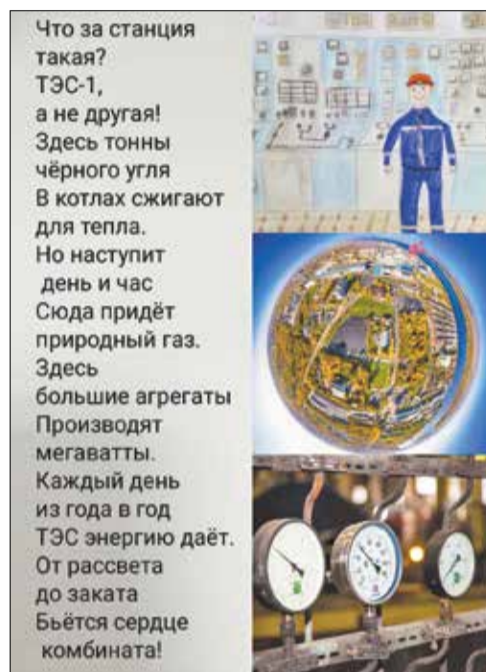 Что за станция
такая?
ТЭС-1,
а не другая!
Здесь тонны
чёрного угля
В котлах сжигают
для тепла.
Но наступит
день и час
Сюда придёт
природный газ.
Здесь
большие агрегаты
Производят
мегаватты.
Каждый день
из года в год
ТЭС энергию даёт.
От рассвета
до заката
Бьётся сердце
комбината!